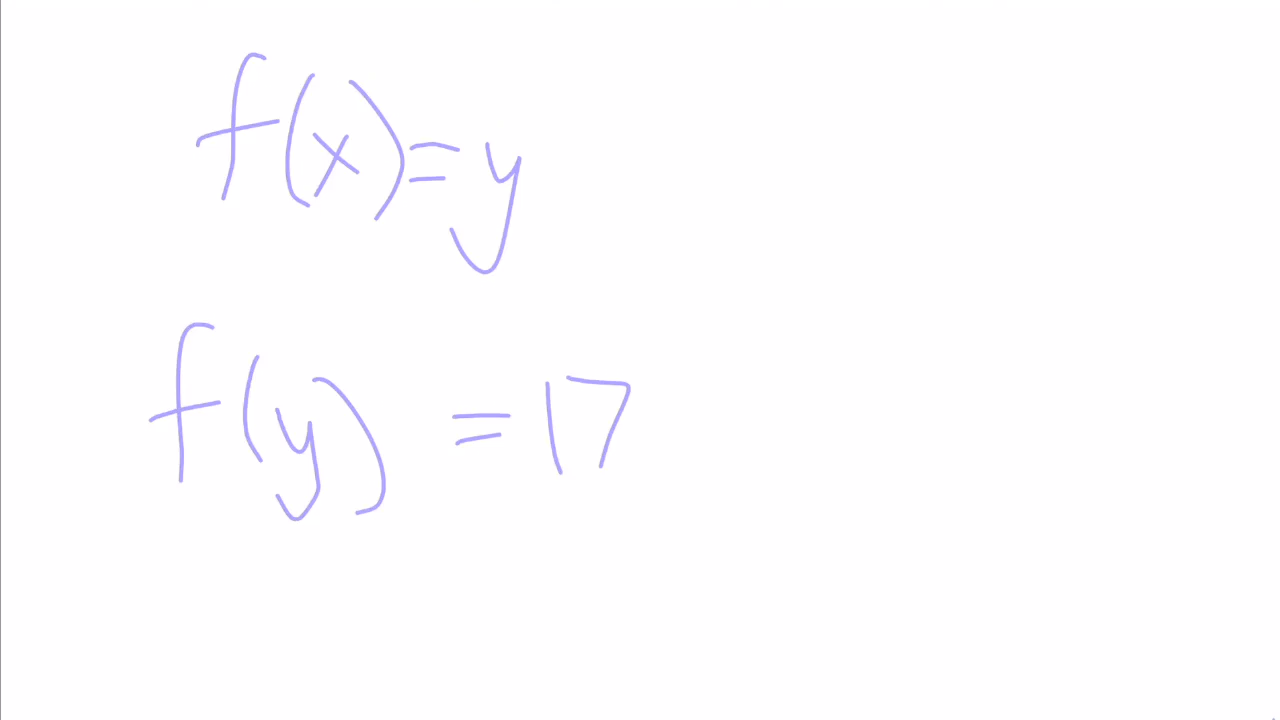 f(x)=y
f(y) = 17